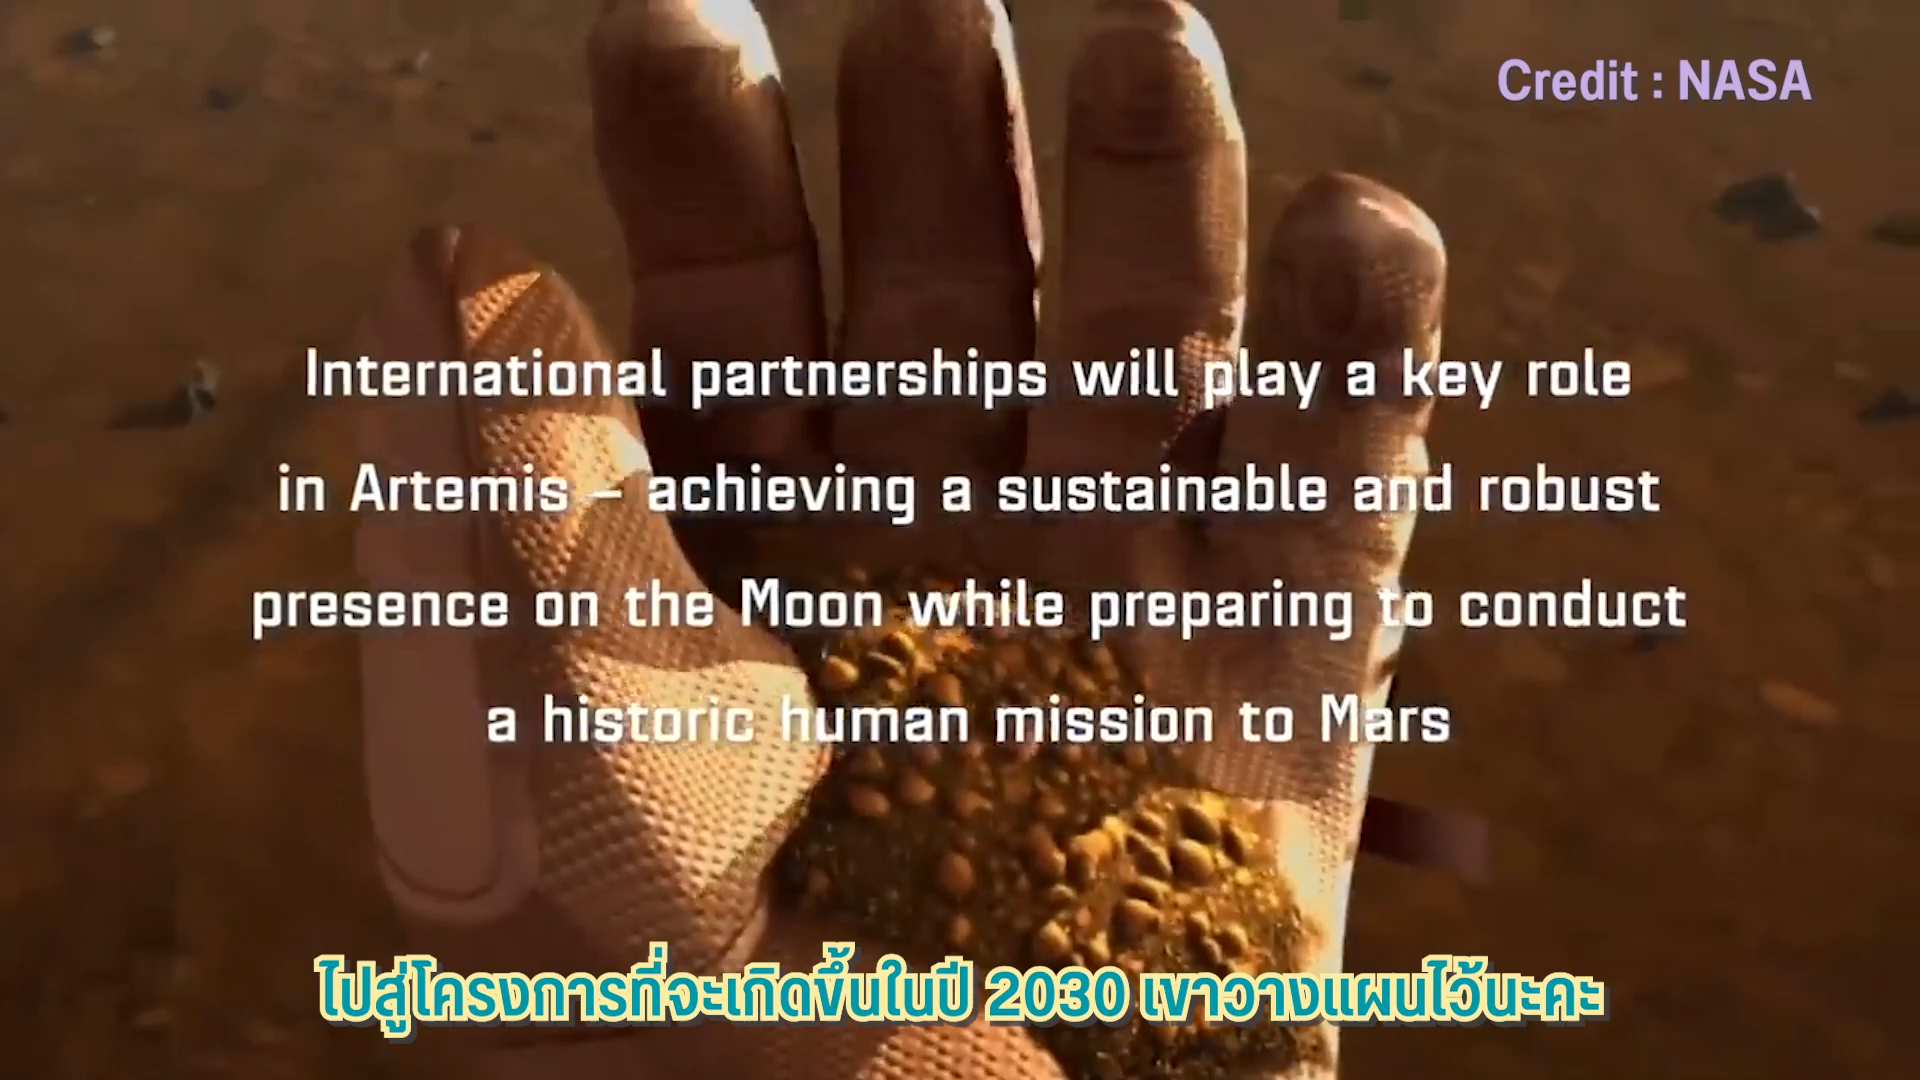 Credit : NASA
International partnerships will play a key role
in Artemis – achieving a sustainable and robust
presence on the Moon while preparing to conduct
a historic human mission to Mars
ไปสู่โครงการที่จะเกิดขึ้นในปี 2030 เขาวางแผนไว้นะคะ